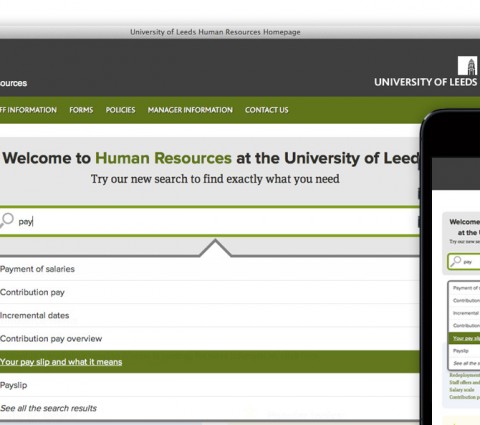 University of Leeds Human Resources Homepage
ources
UNIVERSITY OF LEEDS
FF INFORMATION FORMS POLICIES MANAGER INFORMATION CONTACT US
Welcome to Human Resources at the University of Leed
Try our new search to find exactly what you need
pay
Payment of salaries
Contribution pay
Incremental dates
Contribution pay overview
Your pay slip and what it means
Payslip
See all the search results
Welcome
at the U
Try our new sear
pay
Payment of s
Contribution
Incremental
Contributio
Your pay slip
Payslip
See all the s
Redeployment
Staff offers and
Salary scale
Contribution p